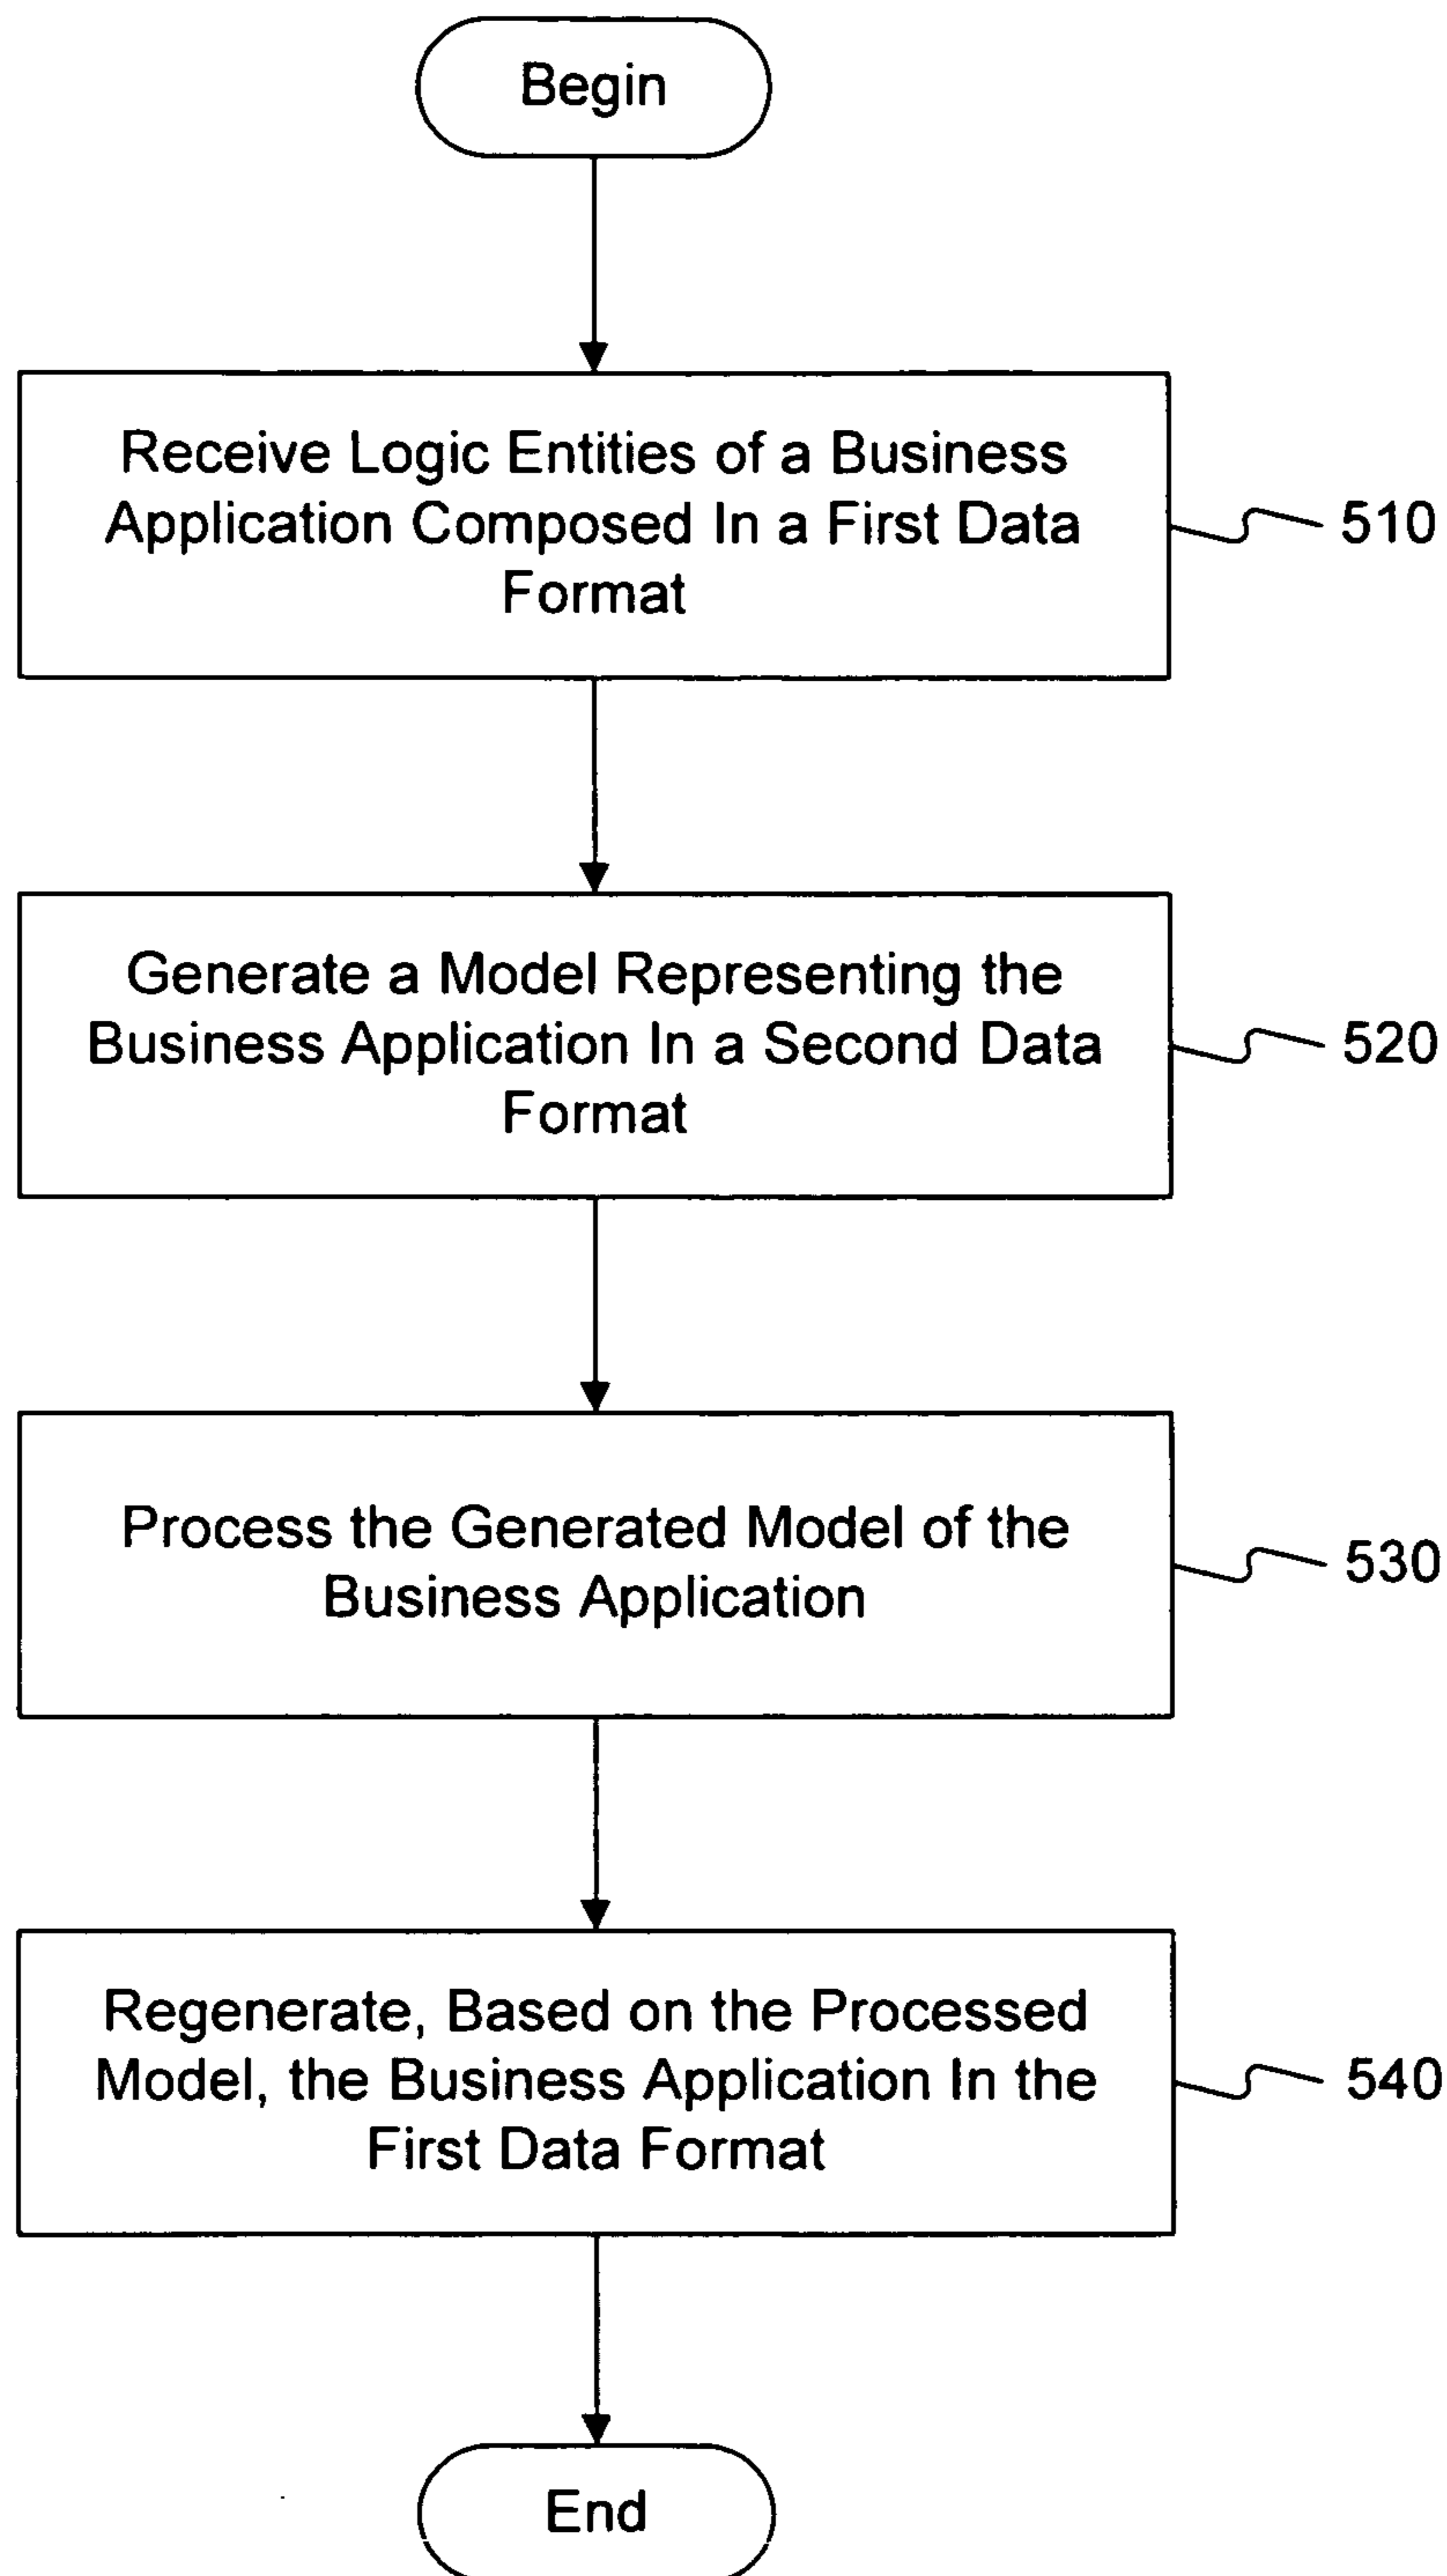 Begin
Receive Logic Entities of a Business
Application Composed In a First Data
Format
510
Generate a Model Representing the
Business Application In a Second Data
Format
520
Process the Generated Model of the
Business Application
530
Regenerate, Based on the Processed
Model, the Business Application In the
First Data Format
540
End